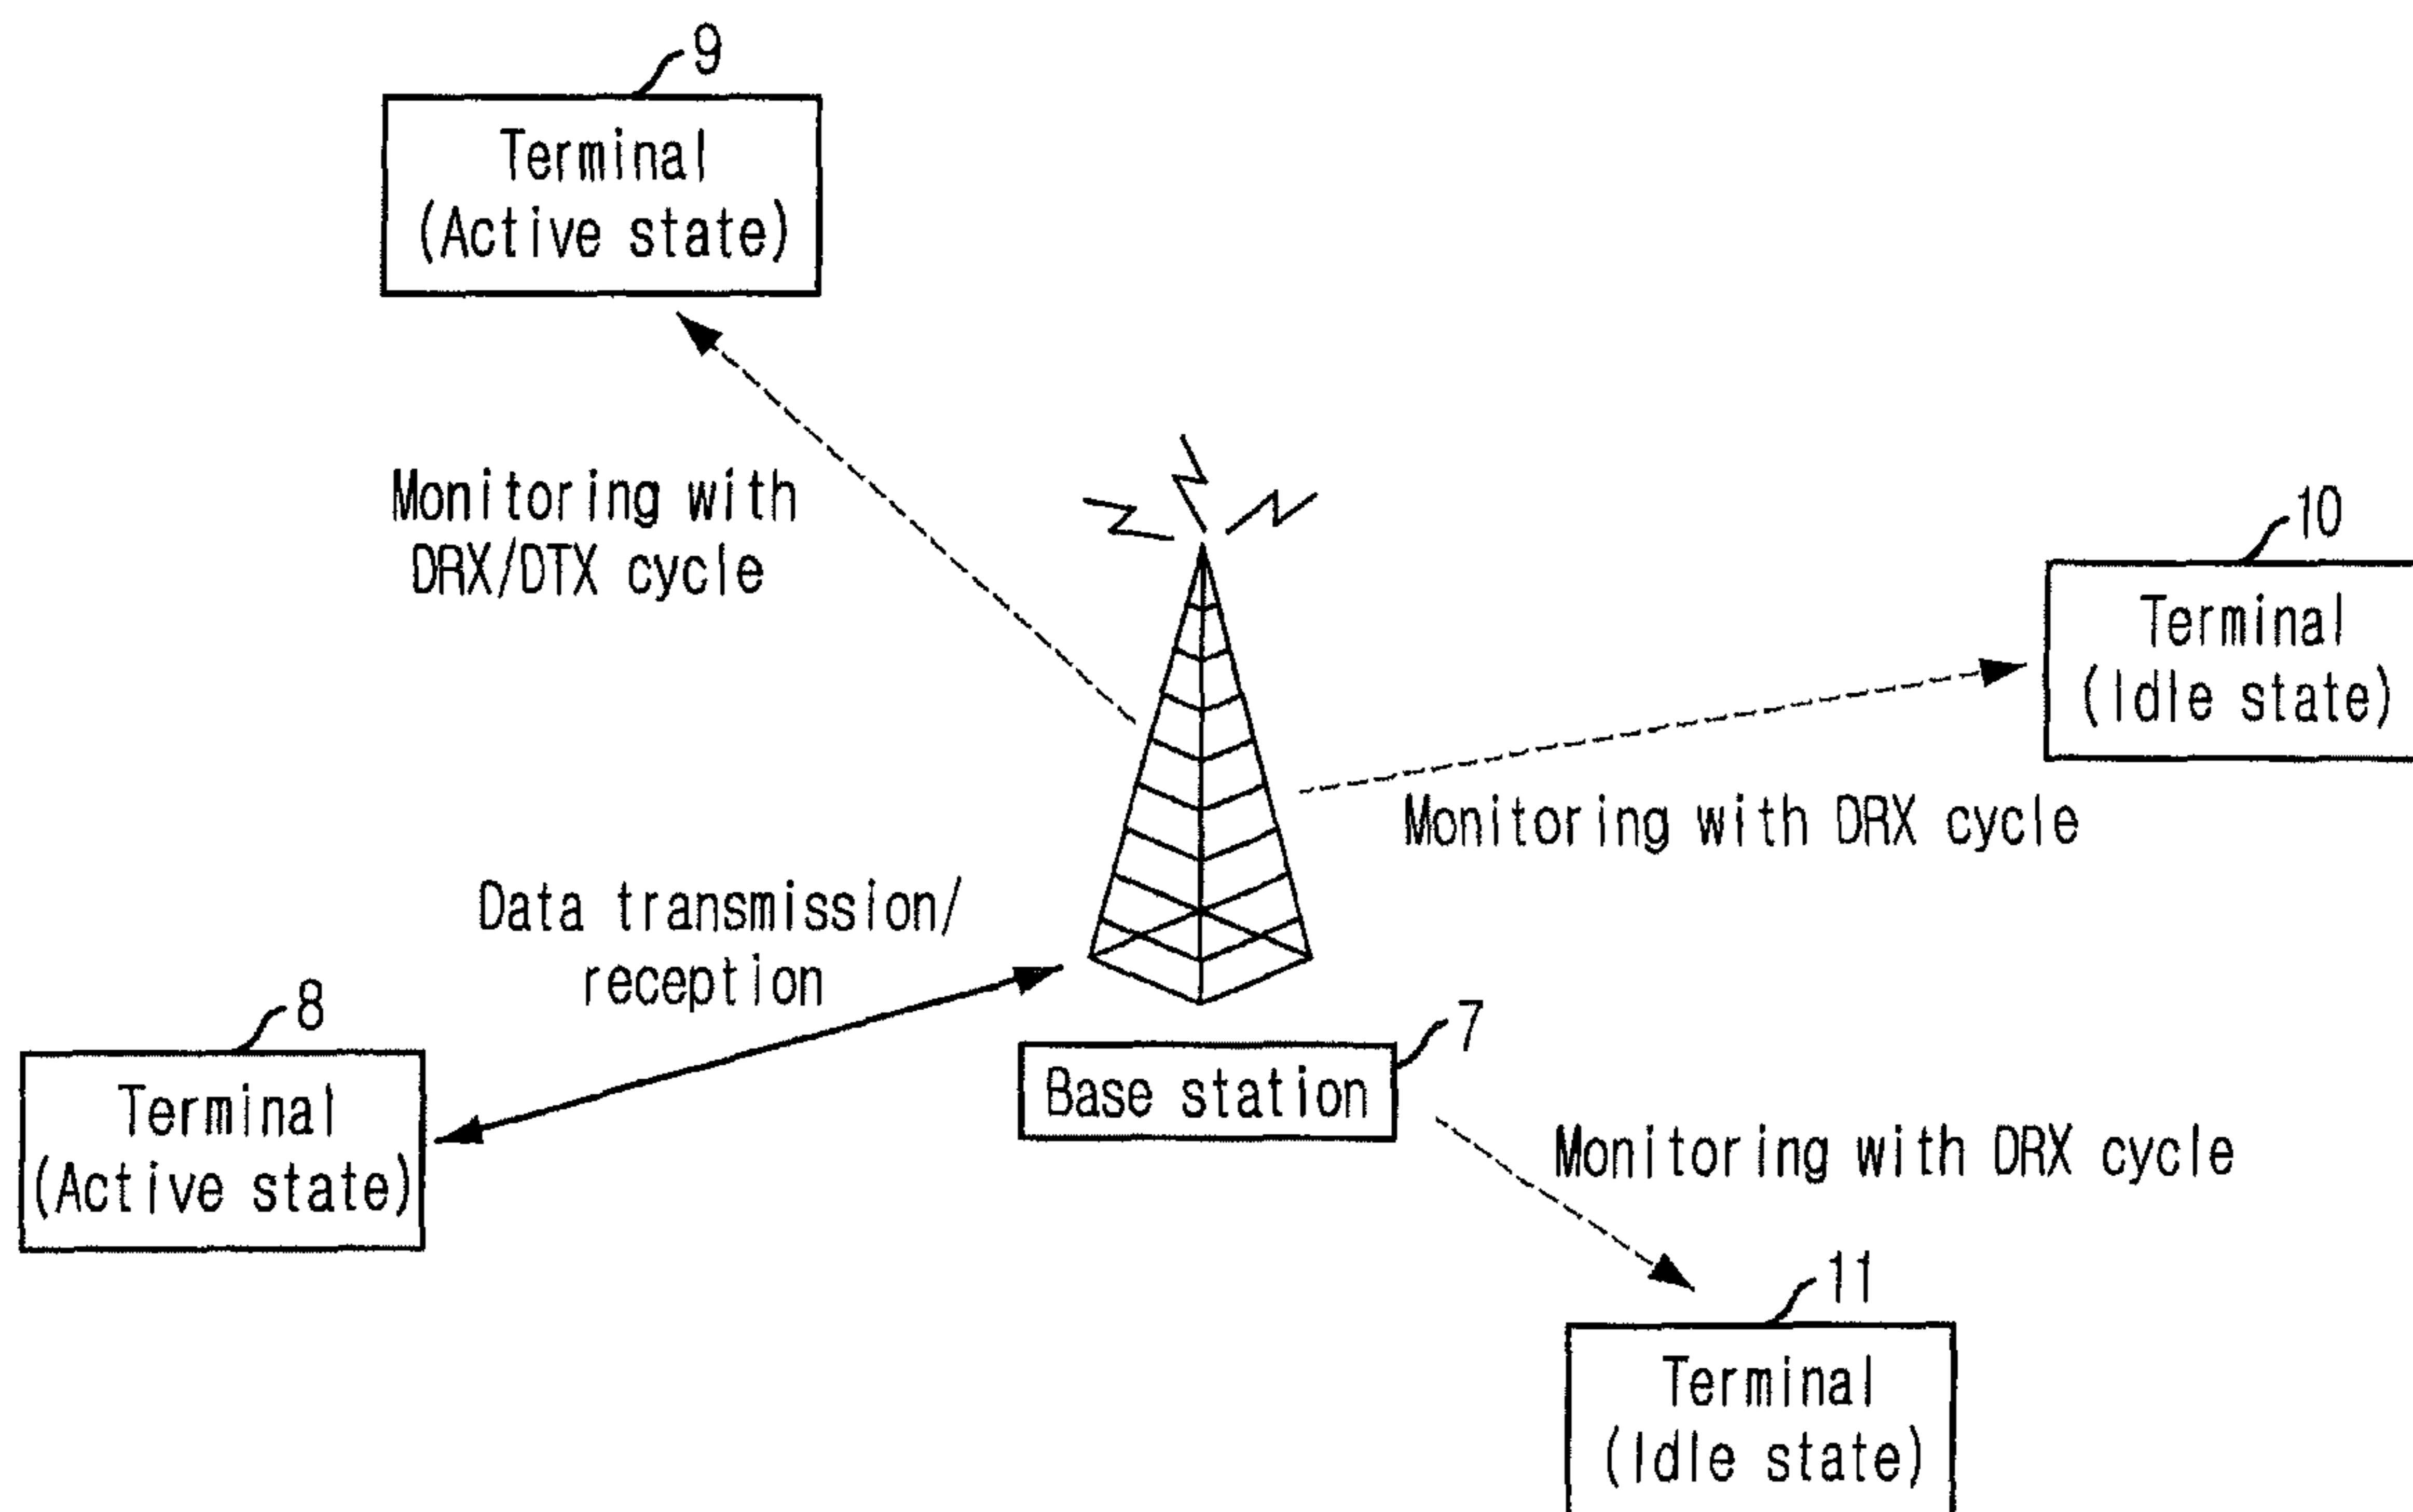 9
Terminal
(Active state)
Monitoring with
DRX/DTX cycle
10
Terminal
(Idle state)
Monitoring with DRX cycle
Data transmission/
reception
8
Terminal
(Active state)
7
Base station
Monitoring with DRX cycle
11
Terminal
(Idle state)